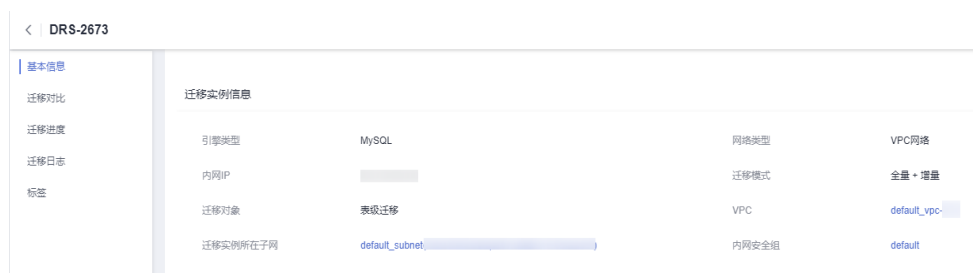 DRS-2673
基本信息
迁移对比
迁移进度
迁移日志
标签
迁移实例信息
引擎类型 MySQL 网络类型 VPC网络
内网IP 迁移模式 全量 + 增量
迁移对象 表级迁移 VPC default_vpc-
迁移实例所在子网 default_subnet( ) 内网安全组 default